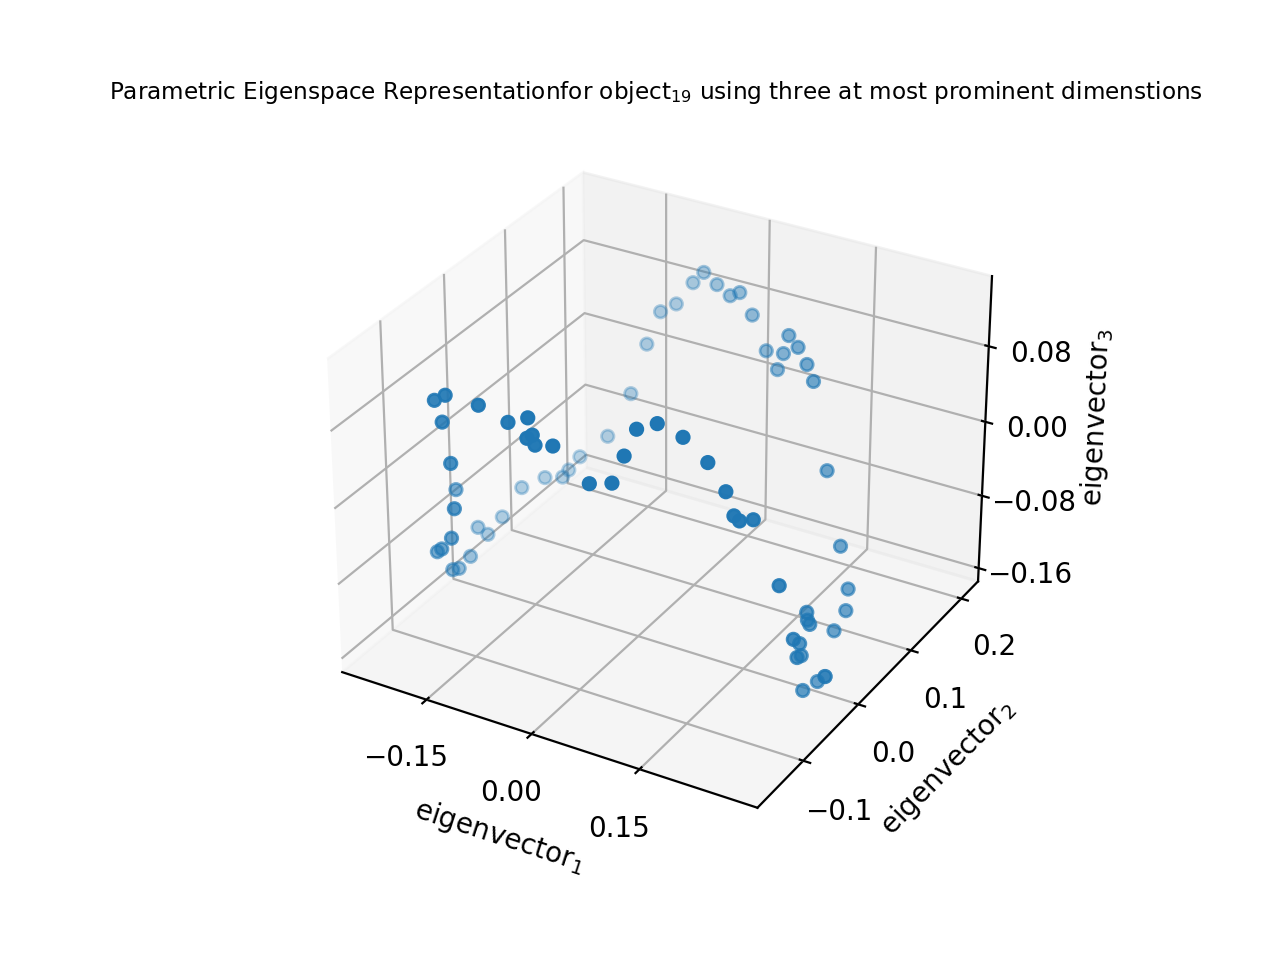 Parametric Eigenspace Representationfor object₁₉ using three at most prominent dimenstions
0.08
0.00
−0.08
−0.16
eigenvector₃
0.2
0.1
0.0
−0.1
eigenvector₂
−0.15
0.00
0.15
eigenvector₁